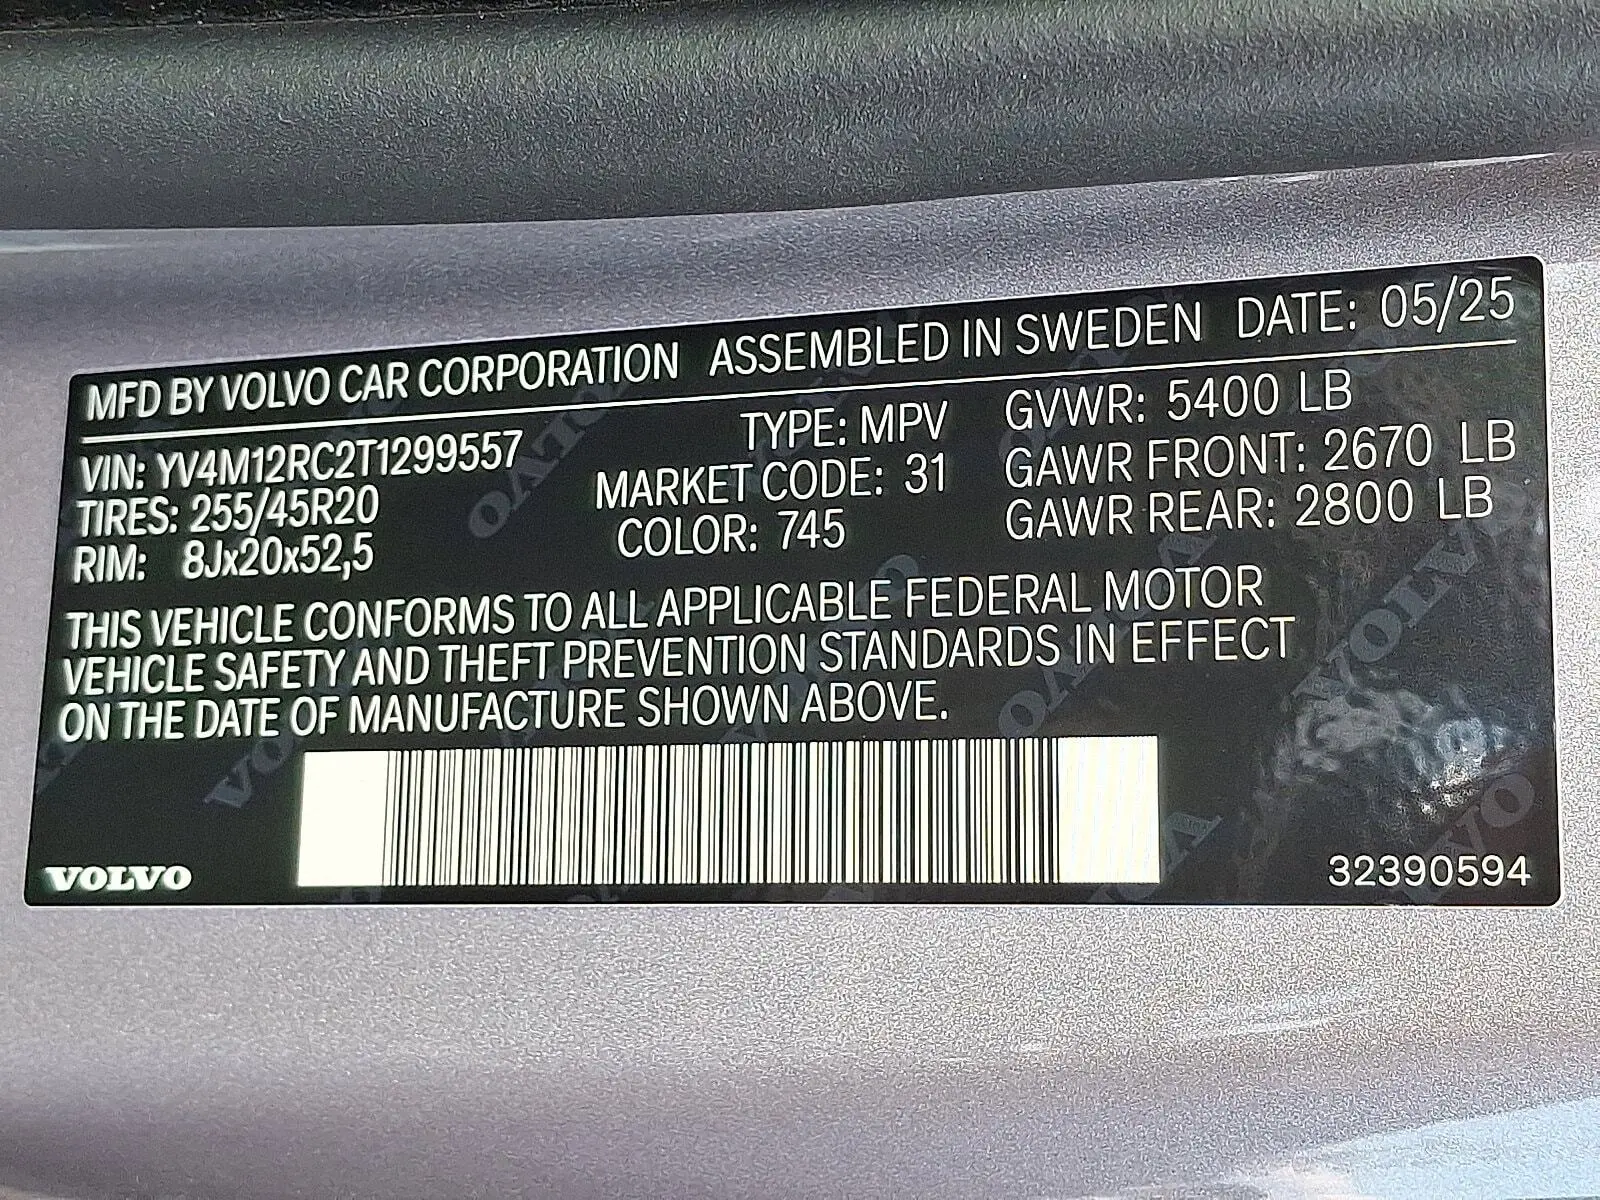 MFD BY VOLVO CAR CORPORATION ASSEMBLED IN SWEDEN DATE: 05/25
VIN: YV4M12RC2T1299557 TYPE: MPV GVWR: 5400 LB
TIRES: 255/45R20 MARKET CODE: 31 GAWR FRONT: 2670 LB
RIM: 8Jx20x52,5 COLOR: 745 GAWR REAR: 2800 LB
THIS VEHICLE CONFORMS TO ALL APPLICABLE FEDERAL MOTOR
VEHICLE SAFETY AND THEFT PREVENTION STANDARDS IN EFFECT
ON THE DATE OF MANUFACTURE SHOWN ABOVE.
VOLVO 32390594